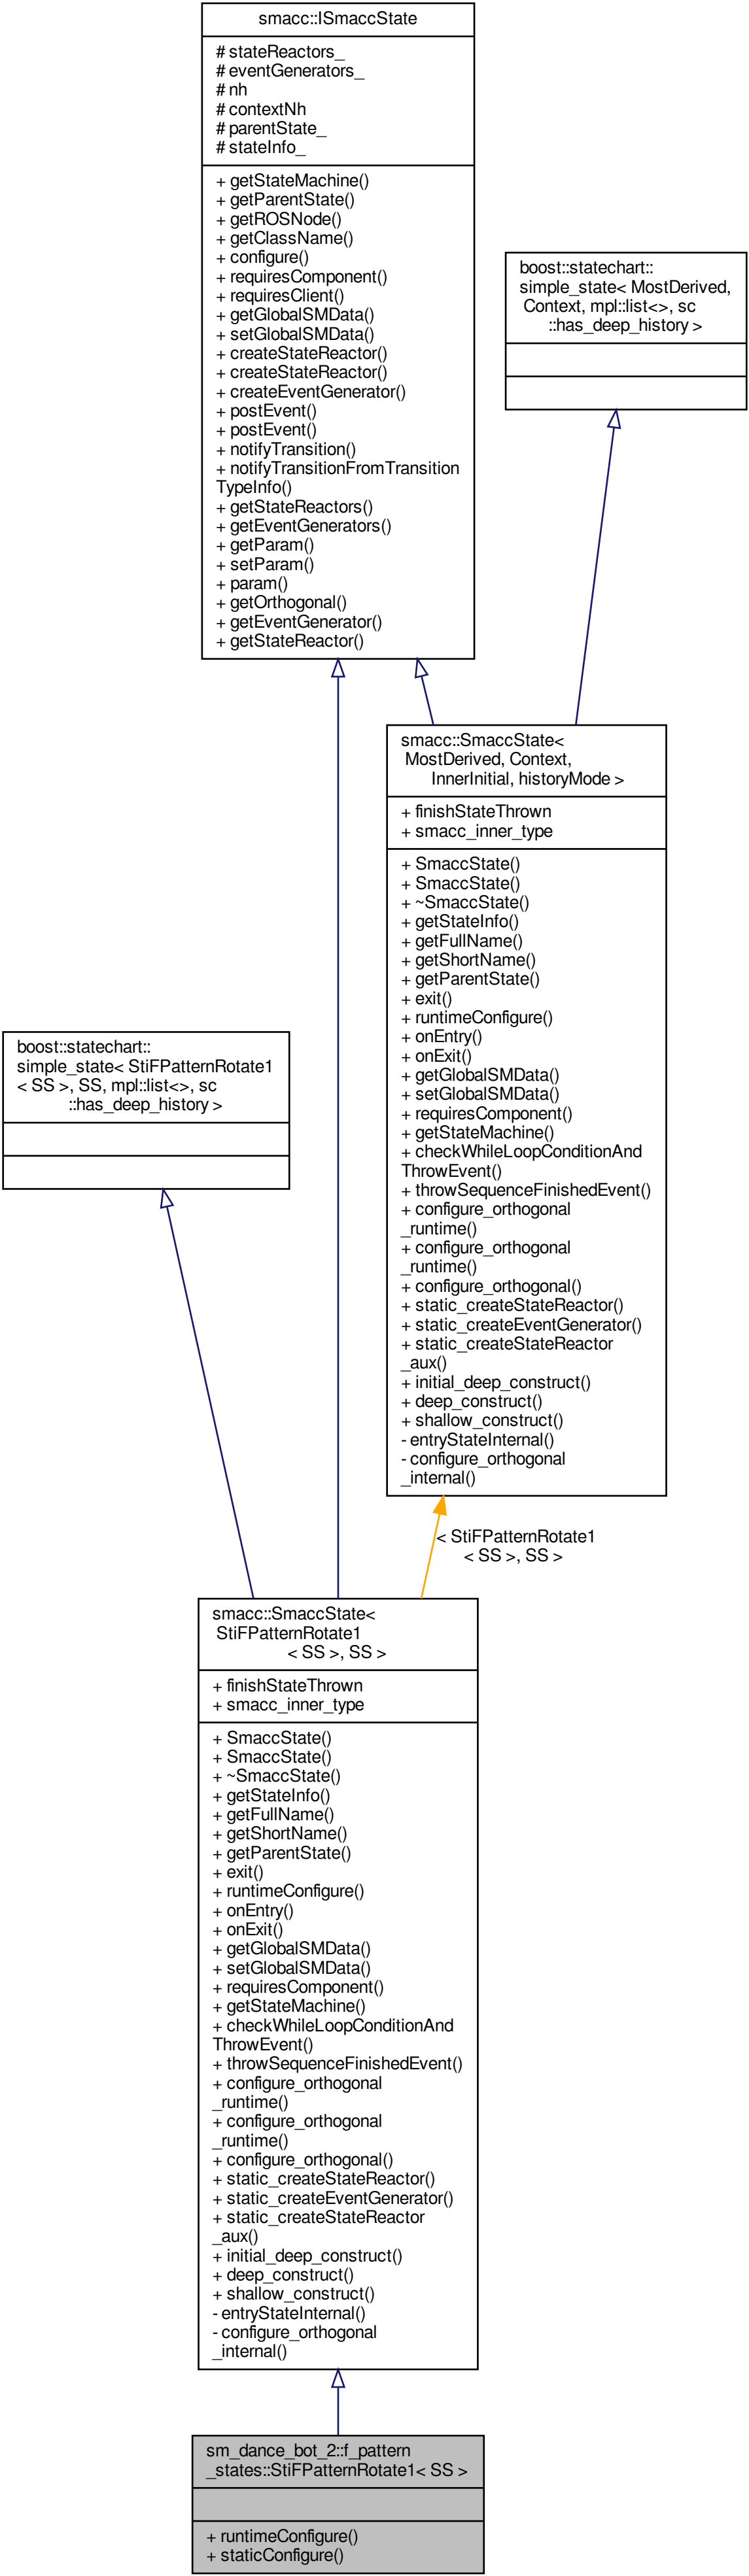 smacc::ISmaccState
# stateReactors_
# eventGenerators_
# nh
# contextNh
# parentState_
# stateInfo_
+ getStateMachine()
+ getParentState()
+ getROSNode()
+ getClassName()
+ configure()
+ requiresComponent()
+ requiresClient()
+ getGlobalSMData()
+ setGlobalSMData()
+ createStateReactor()
+ createStateReactor()
+ createEventGenerator()
+ postEvent()
+ postEvent()
+ notifyTransition()
+ notifyTransitionFromTransition
TypeInfo()
+ getStateReactors()
+ getEventGenerators()
+ getParam()
+ setParam()
+ param()
+ getOrthogonal()
+ getEventGenerator()
+ getStateReactor()
boost::statechart::
simple_state< MostDerived,
Context, mpl::list<>, sc
::has_deep_history >
smacc::SmaccState<
MostDerived, Context,
InnerInitial, historyMode >
+ finishStateThrown
+ smacc_inner_type
+ SmaccState()
+ SmaccState()
+ ~SmaccState()
+ getStateInfo()
+ getFullName()
+ getShortName()
+ getParentState()
+ exit()
+ runtimeConfigure()
+ onEntry()
+ onExit()
+ getGlobalSMData()
+ setGlobalSMData()
+ requiresComponent()
+ getStateMachine()
+ checkWhileLoopConditionAnd
ThrowEvent()
+ throwSequenceFinishedEvent()
+ configure_orthogonal
_runtime()
+ configure_orthogonal
_runtime()
+ configure_orthogonal()
+ static_createStateReactor()
+ static_createEventGenerator()
+ static_createStateReactor
_aux()
+ initial_deep_construct()
+ deep_construct()
+ shallow_construct()
- entryStateInternal()
- configure_orthogonal
_internal()
boost::statechart::
simple_state< StiFPatternRotate1
< SS >, SS, mpl::list<>, sc
::has_deep_history >
< StiFPatternRotate1
< SS >, SS >
smacc::SmaccState<
StiFPatternRotate1
< SS >, SS >
+ finishStateThrown
+ smacc_inner_type
+ SmaccState()
+ SmaccState()
+ ~SmaccState()
+ getStateInfo()
+ getFullName()
+ getShortName()
+ getParentState()
+ exit()
+ runtimeConfigure()
+ onEntry()
+ onExit()
+ getGlobalSMData()
+ setGlobalSMData()
+ requiresComponent()
+ getStateMachine()
+ checkWhileLoopConditionAnd
ThrowEvent()
+ throwSequenceFinishedEvent()
+ configure_orthogonal
_runtime()
+ configure_orthogonal
_runtime()
+ configure_orthogonal()
+ static_createStateReactor()
+ static_createEventGenerator()
+ static_createStateReactor
_aux()
+ initial_deep_construct()
+ deep_construct()
+ shallow_construct()
- entryStateInternal()
- configure_orthogonal
_internal()
sm_dance_bot_2::f_pattern
_states::StiFPatternRotate1< SS >
+ runtimeConfigure()
+ staticConfigure()